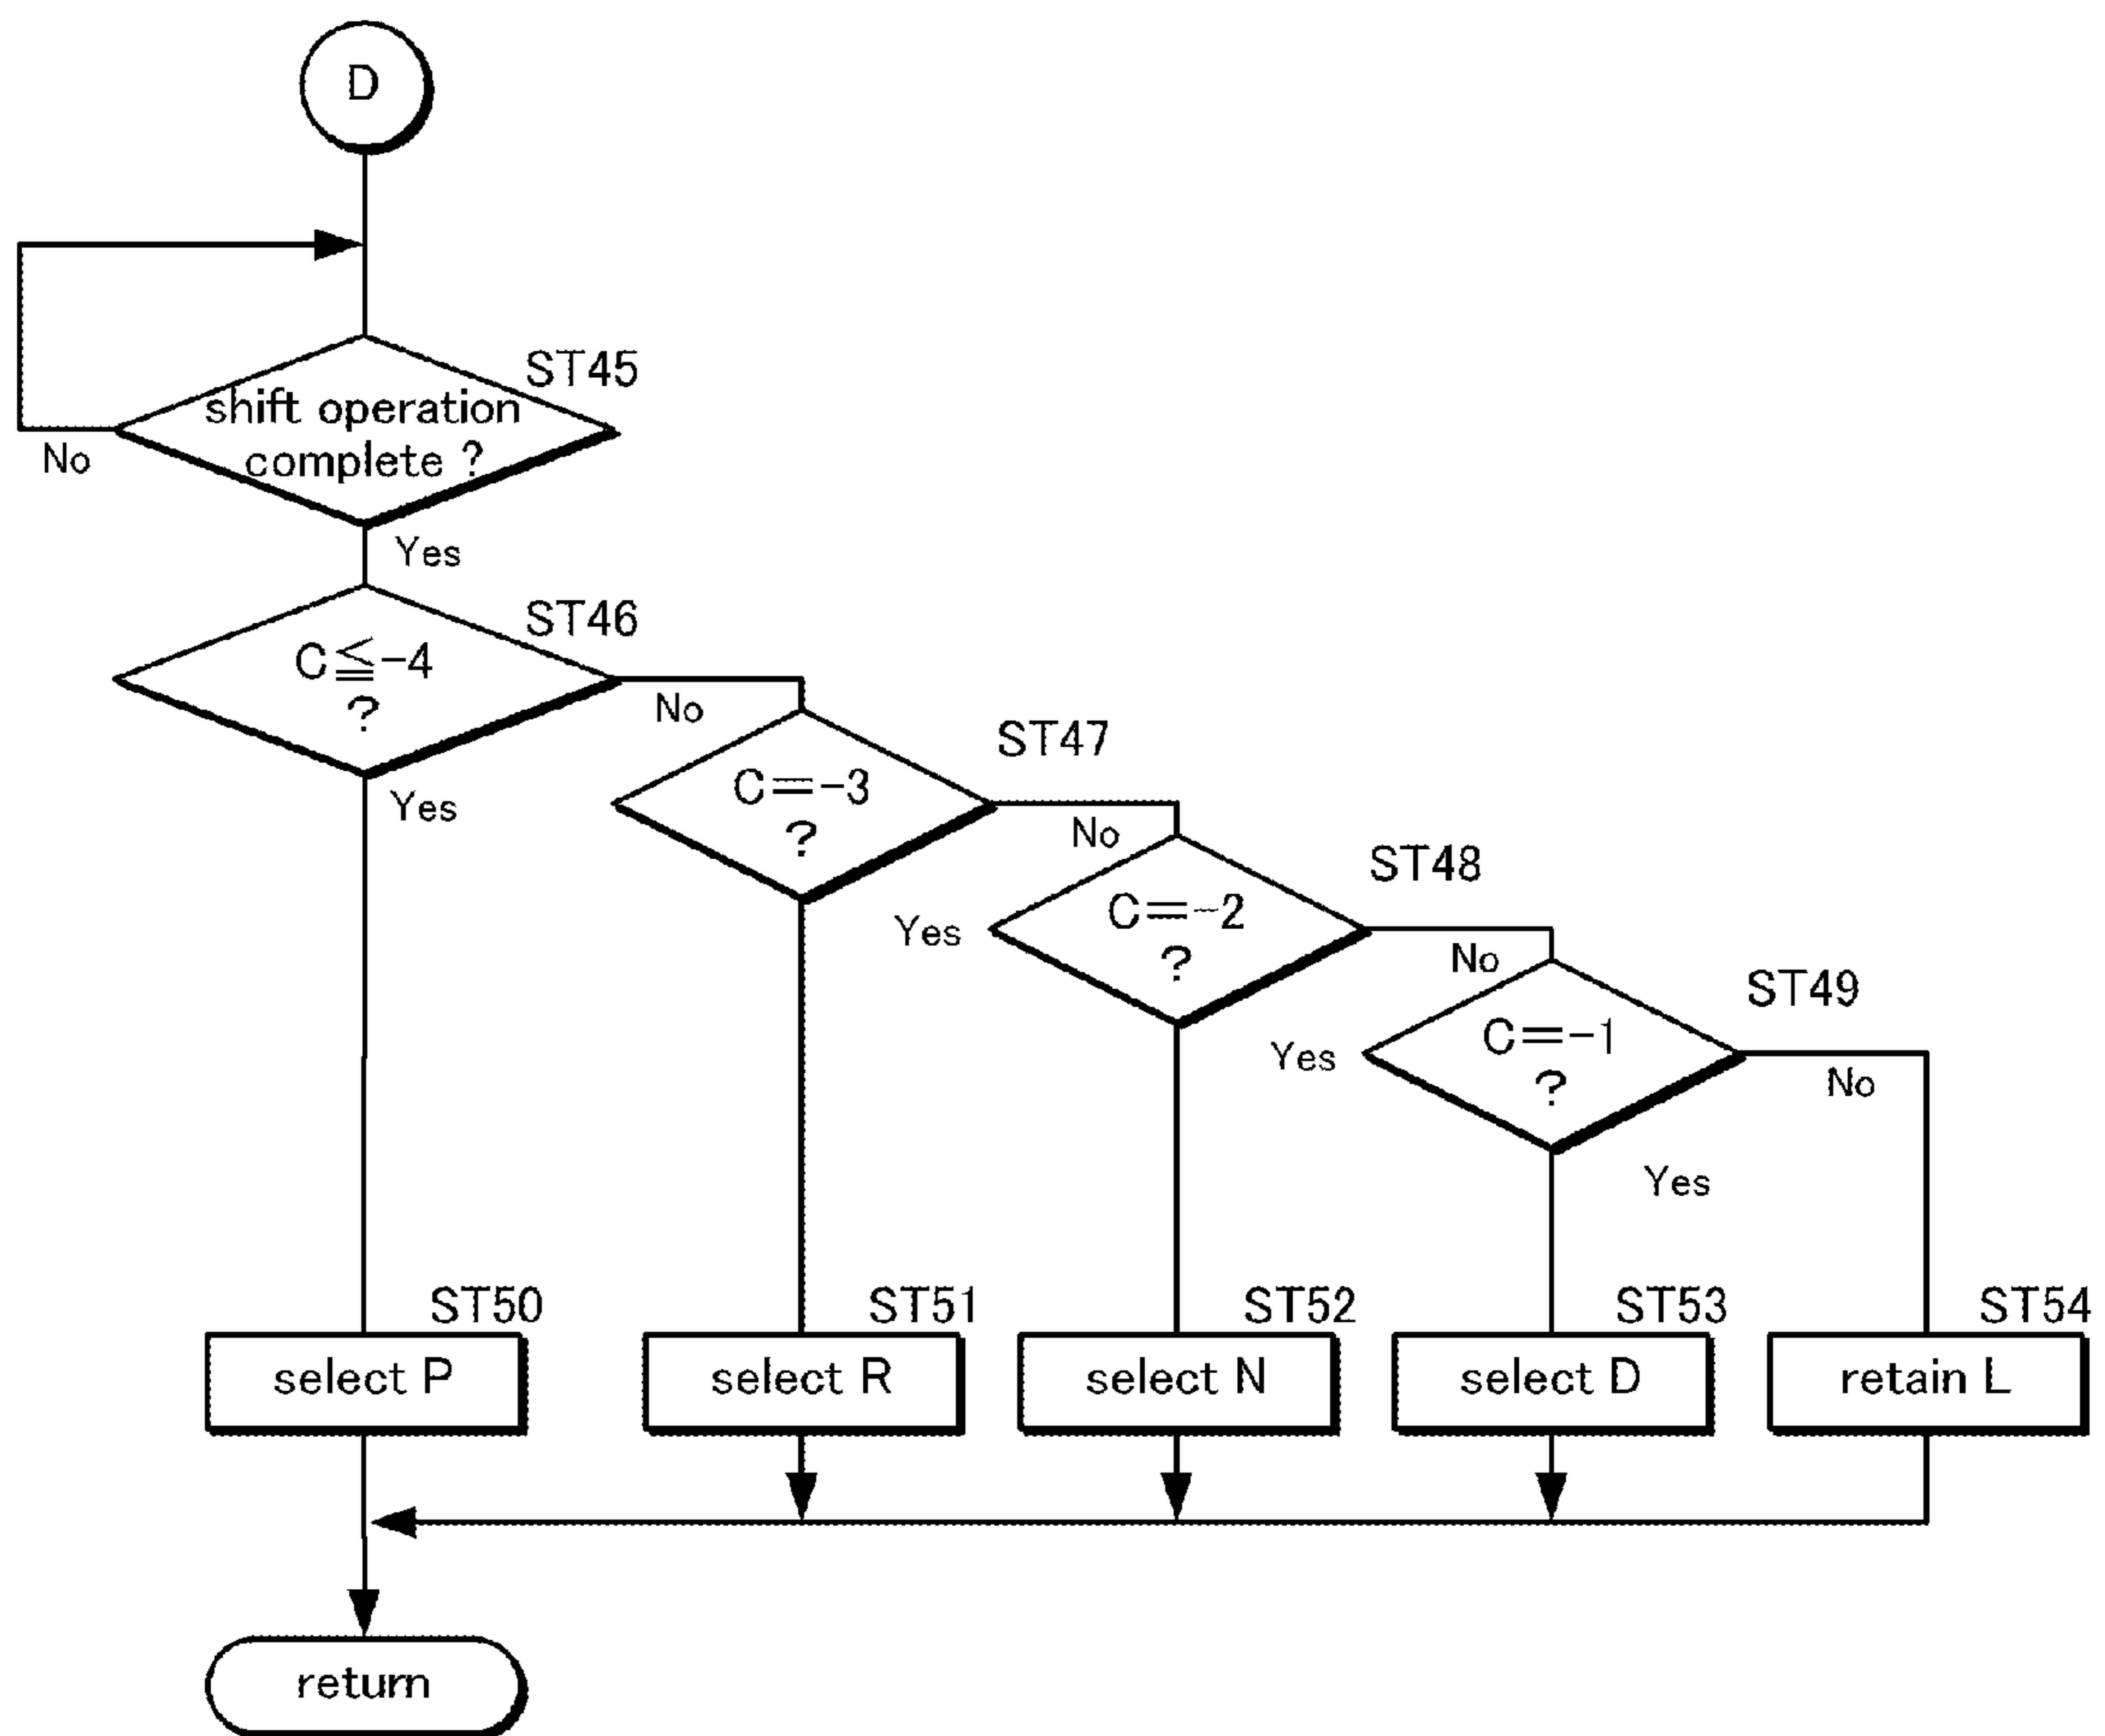 D
ST45
shift operation
complete ?
No
Yes
ST46
C≦-4
?
No
Yes
ST47
C=-3
?
No
Yes
ST48
C=-2
?
No
Yes
ST49
C=-1
?
No
Yes
ST50
ST51
ST52
ST53
ST54
select P
select R
select N
select D
retain L
return